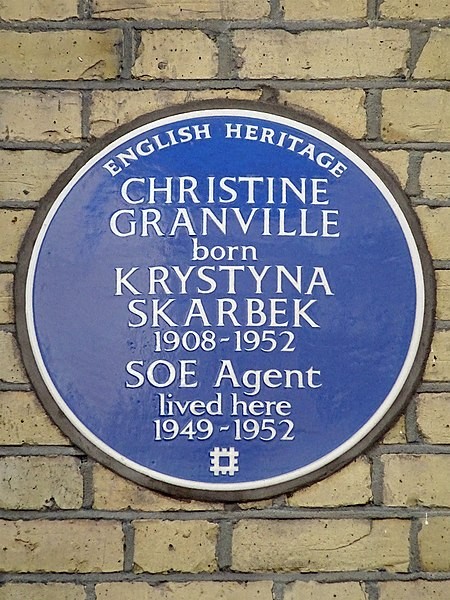 ENGLISH HERITAGE
CHRISTINE
GRANVILLE
born
KRYSTYNA
SKARBEK
1908-1952
SOE Agent
lived here
1949-1952